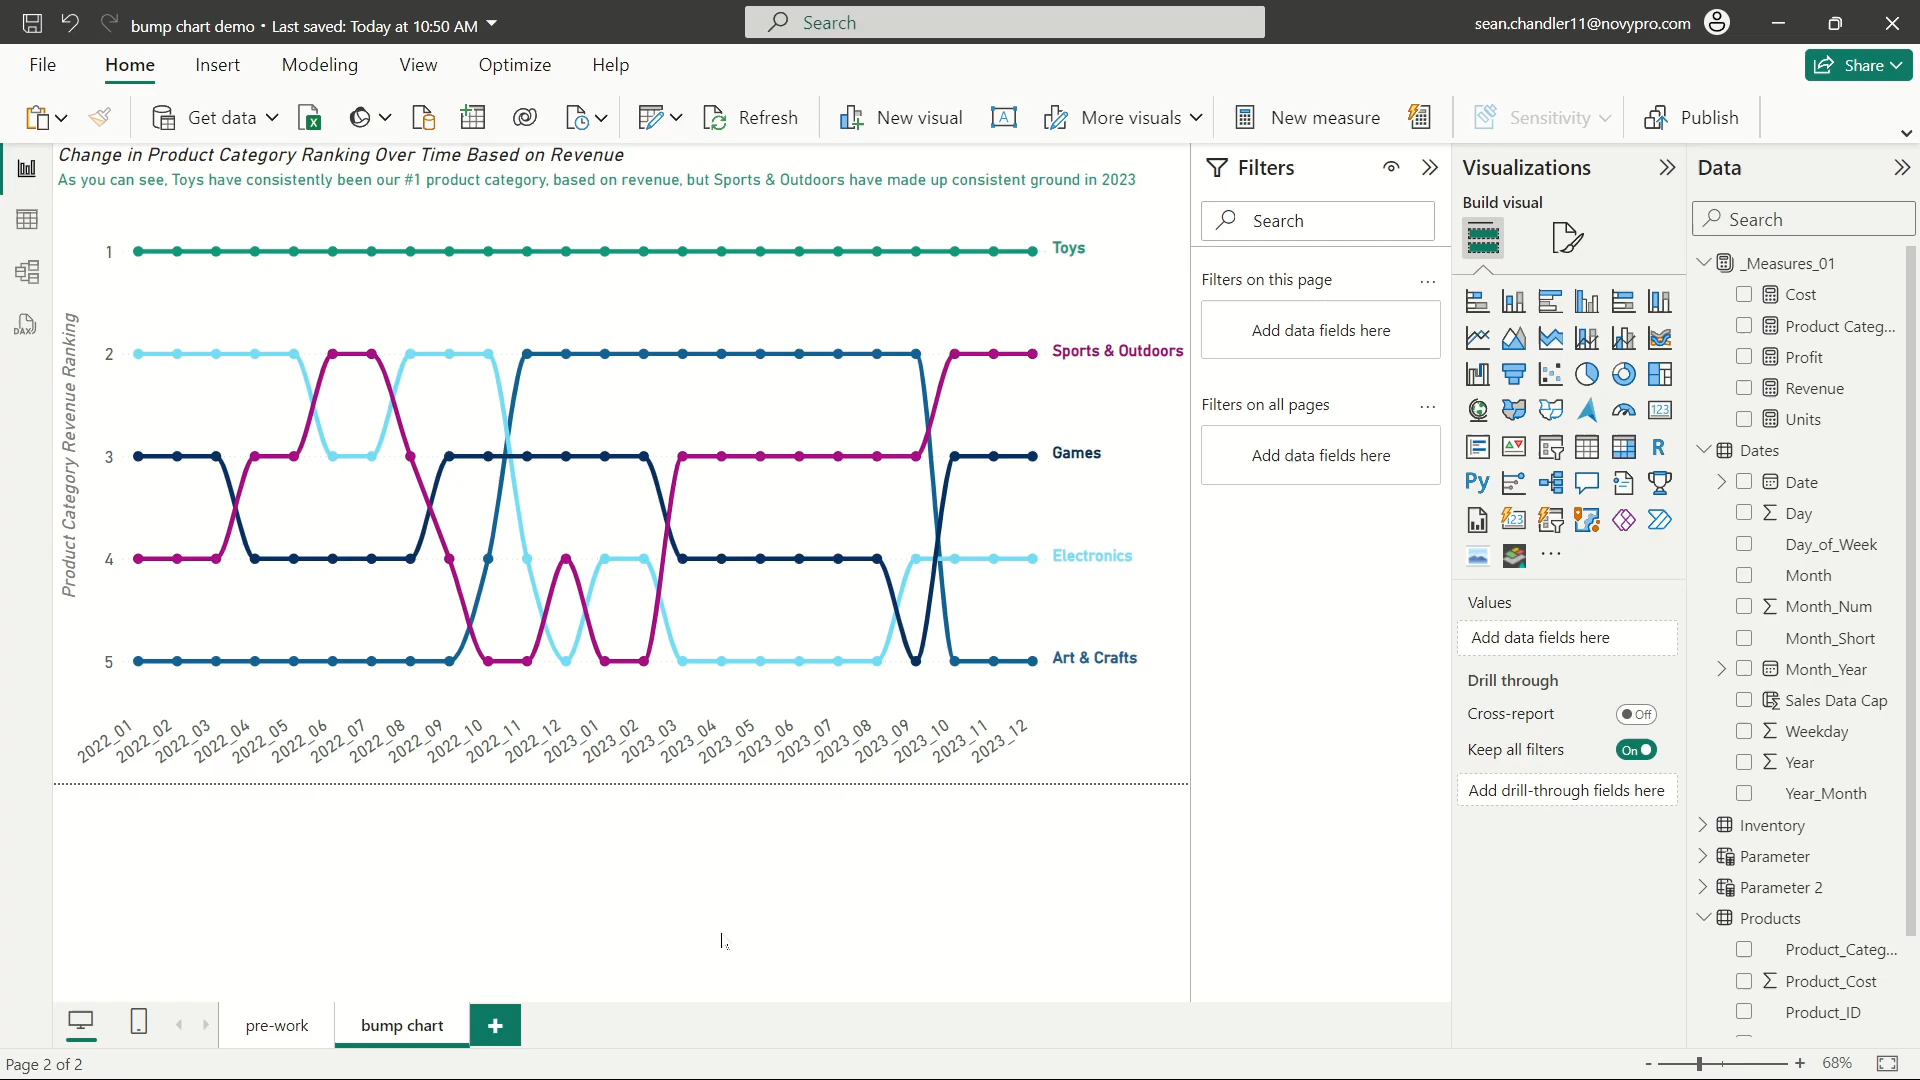 bump chart demo • Last saved: Today at 10:50 AM
Search
sean.chandler11@novypro.com
File
Home
Insert
Modeling
View
Optimize
Help
Share
Get data
Refresh
New visual
More visuals
New measure
Sensitivity
Publish
Change in Product Category Ranking Over Time Based on Revenue
As you can see, Toys have consistently been our #1 product category, based on revenue, but Sports & Outdoors have made up consistent ground in 2023
Product Category Revenue Ranking
1
2
3
4
5
Toys
Sports & Outdoors
Games
Electronics
Art & Crafts
2022_01
2022_02
2022_03
2022_04
2022_05
2022_06
2022_07
2022_08
2022_09
2022_10
2022_11
2022_12
2023_01
2023_02
2023_03
2023_04
2023_05
2023_06
2023_07
2023_08
2023_09
2023_10
2023_11
2023_12
Filters
Search
Filters on this page
...
Add data fields here
Filters on all pages
...
Add data fields here
Visualizations
Build visual
123
R
Py
123
...
Values
Add data fields here
Drill through
Cross-report
Off
Keep all filters
On
Add drill-through fields here
Data
Search
_Measures_01
Cost
Product Categ...
Profit
Revenue
Units
Dates
Date
Day
Day_of_Week
Month
Month_Num
Month_Short
Month_Year
Sales Data Cap
Weekday
Year
Year_Month
Inventory
Parameter
Parameter 2
Products
Product_Categ...
Product_Cost
Product_ID
DAX
pre-work
bump chart
+
Page 2 of 2
- + 68%